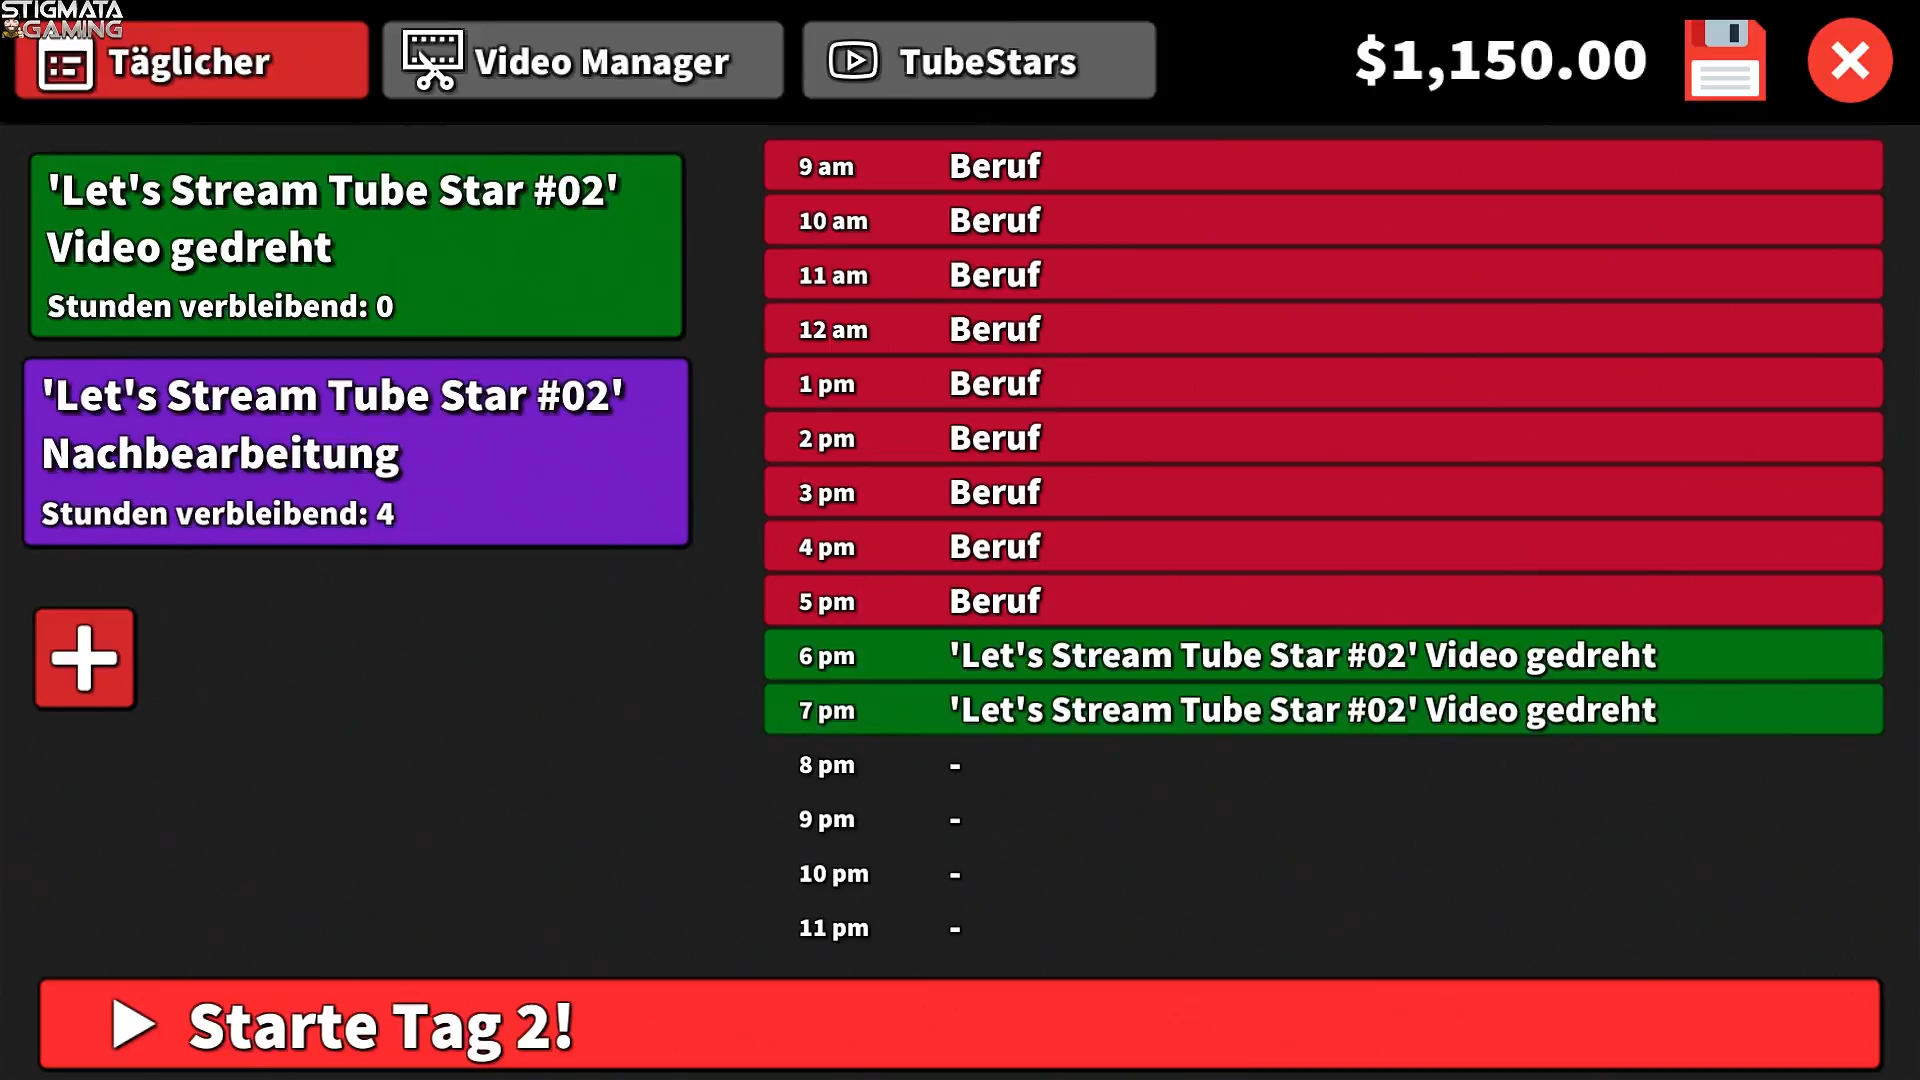 STIGMATA
GAMING
Täglicher
Video Manager
TubeStars
$1,150.00
'Let's Stream Tube Star #02'
Video gedreht
Stunden verbleibend: 0
'Let's Stream Tube Star #02'
Nachbearbeitung
Stunden verbleibend: 4
9 am Beruf
10 am Beruf
11 am Beruf
12 am Beruf
1 pm Beruf
2 pm Beruf
3 pm Beruf
4 pm Beruf
5 pm Beruf
6 pm 'Let's Stream Tube Star #02' Video gedreht
7 pm 'Let's Stream Tube Star #02' Video gedreht
8 pm -
9 pm -
10 pm -
11 pm -
Starte Tag 2!